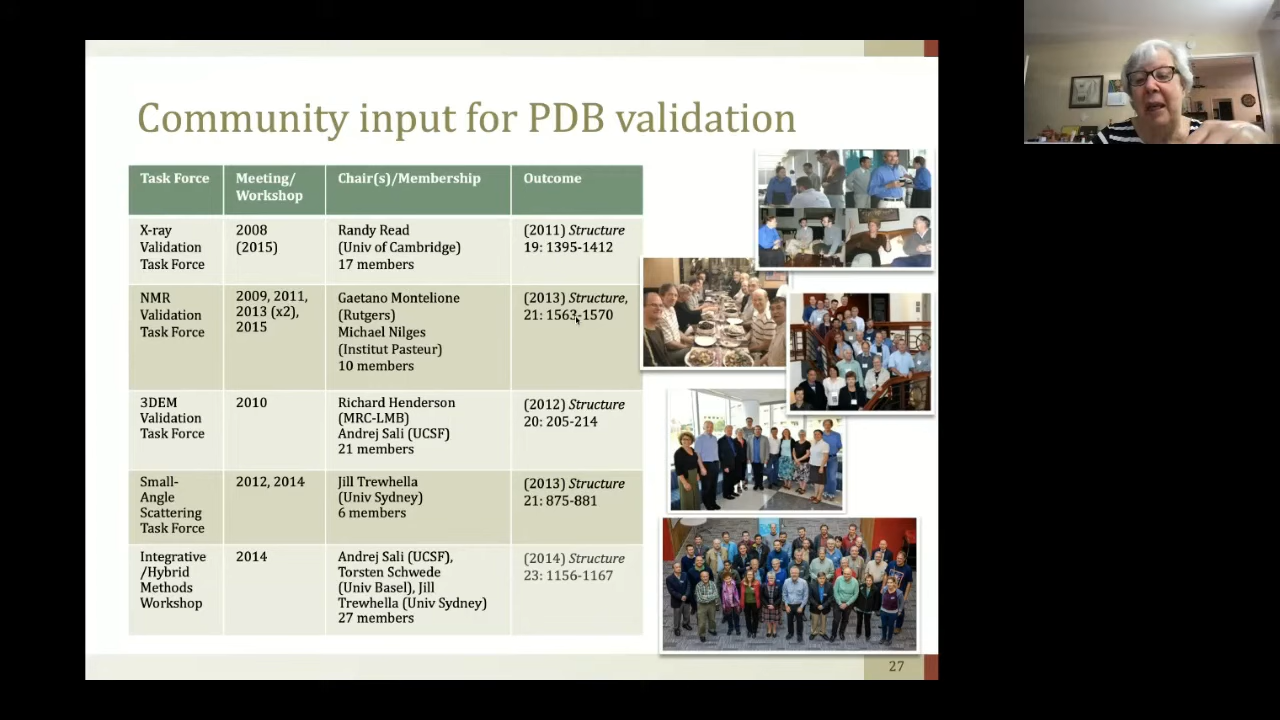 Community input for PDB validation
Task Force
Meeting/
Workshop
Chair(s)/Membership
Outcome
X-ray
Validation
Task Force
2008
(2015)
Randy Read
(Univ of Cambridge)
17 members
(2011) Structure
19: 1395-1412
NMR
Validation
Task Force
2009, 2011,
2013 (x2),
2015
Gaetano Montelione
(Rutgers)
Michael Nilges
(Institut Pasteur)
10 members
(2013) Structure,
21: 1563-1570
3DEM
Validation
Task Force
2010
Richard Henderson
(MRC-LMB)
Andrej Sali (UCSF)
21 members
(2012) Structure
20: 205-214
Small-
Angle
Scattering
Task Force
2012, 2014
Jill Trewhella
(Univ Sydney)
6 members
(2013) Structure
21: 875-881
Integrative
/Hybrid
Methods
Workshop
2014
Andrej Sali (UCSF),
Torsten Schwede
(Univ Basel), Jill
Trewhella (Univ Sydney)
27 members
(2014) Structure
23: 1156-1167
27